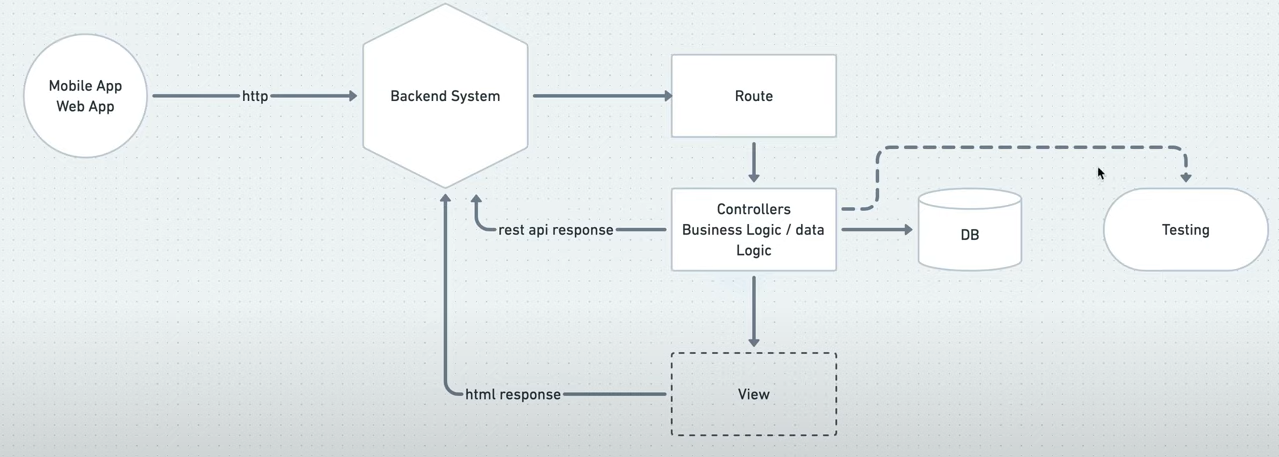 Mobile App
Web App
http
Backend System
Route
Controllers
Business Logic / data
Logic
rest api response
DB
Testing
html response
View